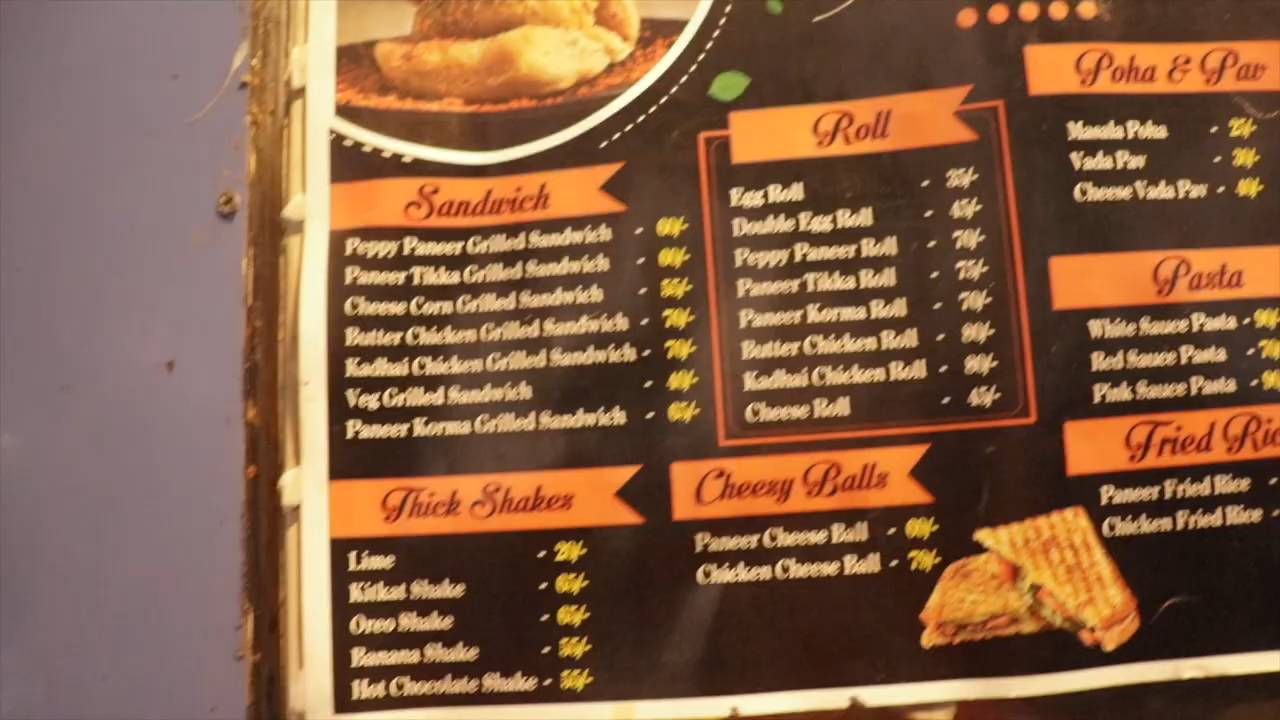 Sandwich
Peppy Paneer Grilled Sandwich - 60/-
Paneer Tikka Grilled Sandwich - 60/-
Cheese Corn Grilled Sandwich - 55/-
Butter Chicken Grilled Sandwich - 70/-
Kadhai Chicken Grilled Sandwich - 70/-
Veg Grilled Sandwich - 40/-
Paneer Korma Grilled Sandwich - 65/-
Thick Shakes
Lime - 20/-
Kitkat Shake - 65/-
Oreo Shake - 65/-
Banana Shake - 55/-
Hot Chocolate Shake - 55/-
Roll
Egg Roll - 35/-
Double Egg Roll - 45/-
Peppy Paneer Roll - 70/-
Paneer Tikka Roll - 75/-
Paneer Korma Roll - 70/-
Butter Chicken Roll - 80/-
Kadhai Chicken Roll - 80/-
Cheese Roll - 45/-
Cheesy Balls
Paneer Cheese Ball - 60/-
Chicken Cheese Ball - 70/-
Poha & Pav
Masala Poha - 25/-
Vada Pav - 30/-
Cheese Vada Pav - 40/-
Pasta
White Sauce Pasta -
Red Sauce Pasta -
Pink Sauce Pasta -
Fried Ric
Paneer Fried Rice -
Chicken Fried Rice -